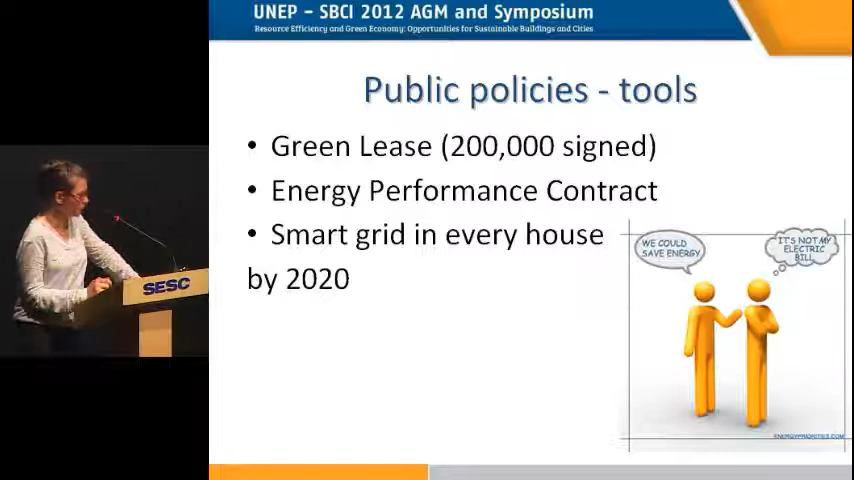 UNEP – SBCI 2012 AGM and Symposium
Resource Efficiency and Green Economy: Opportunities for Sustainable Buildings and Cities
Public policies - tools
• Green Lease (200,000 signed)
• Energy Performance Contract
• Smart grid in every house
by 2020
WE COULD
SAVE ENERGY
IT'S NOT MY
ELECTRIC
BILL
SESC
ENERGYPRIORITIES.COM